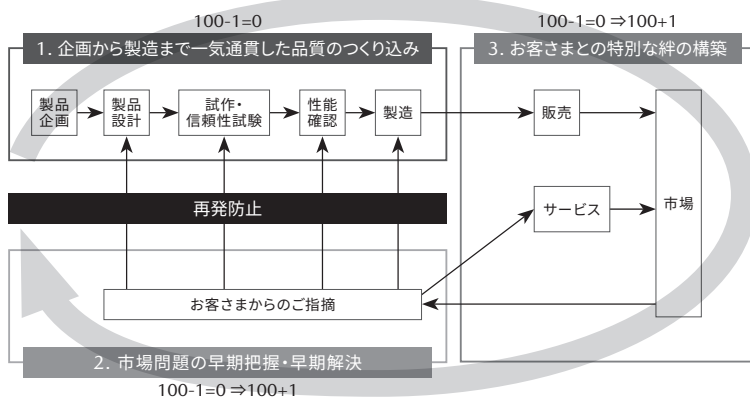 100-1=0
100-1=0 ⇒100+1
1. 企画から製造まで一気通貫した品質のつくり込み
3. お客さまとの特別な絆の構築
製品
企画
製品
設計
試作・
信頼性試験
性能
確認
製造
販売
サービス
市場
再発防止
お客さまからのご指摘
2. 市場問題の早期把握・早期解決
100-1=0 ⇒100+1